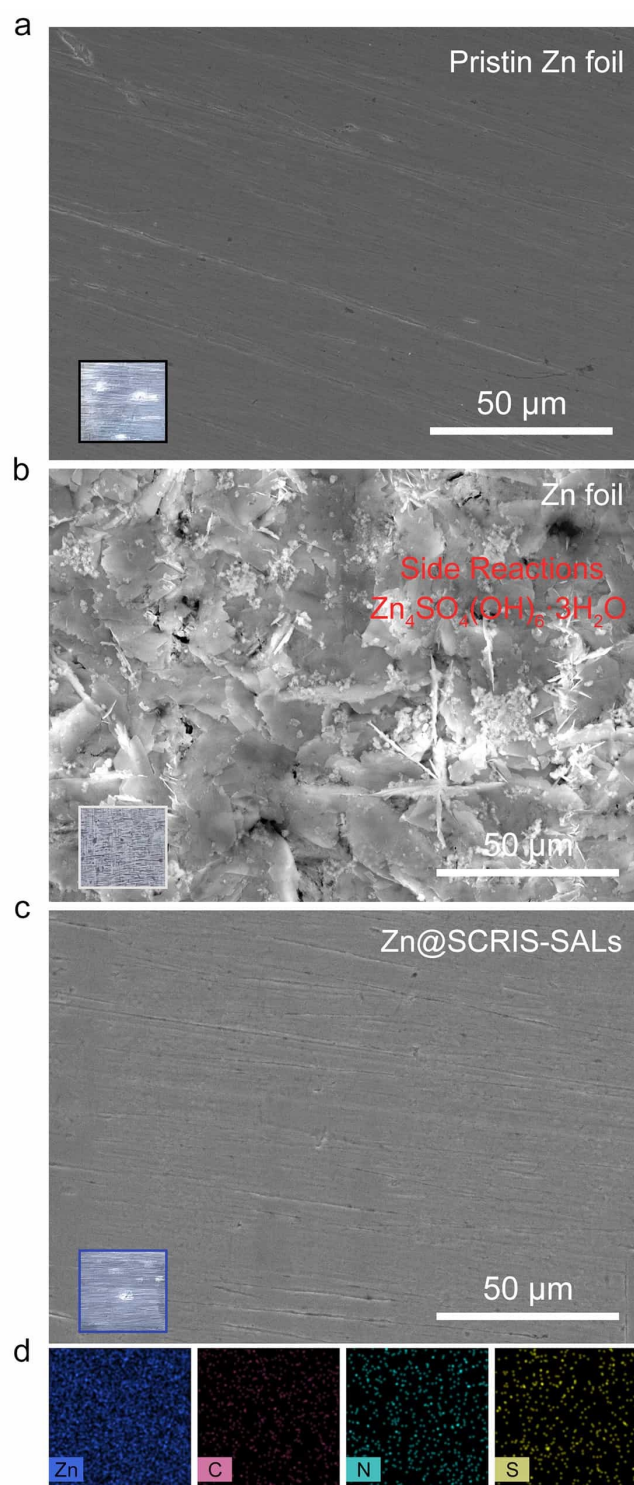 a
Pristin Zn foil
50 μm
b
Zn foil
Side Reactions
Zn₄SO₄(OH)₆·3H₂O
50 μm
c
Zn@SCRIS-SALs
50 μm
d
Zn
C
N
S